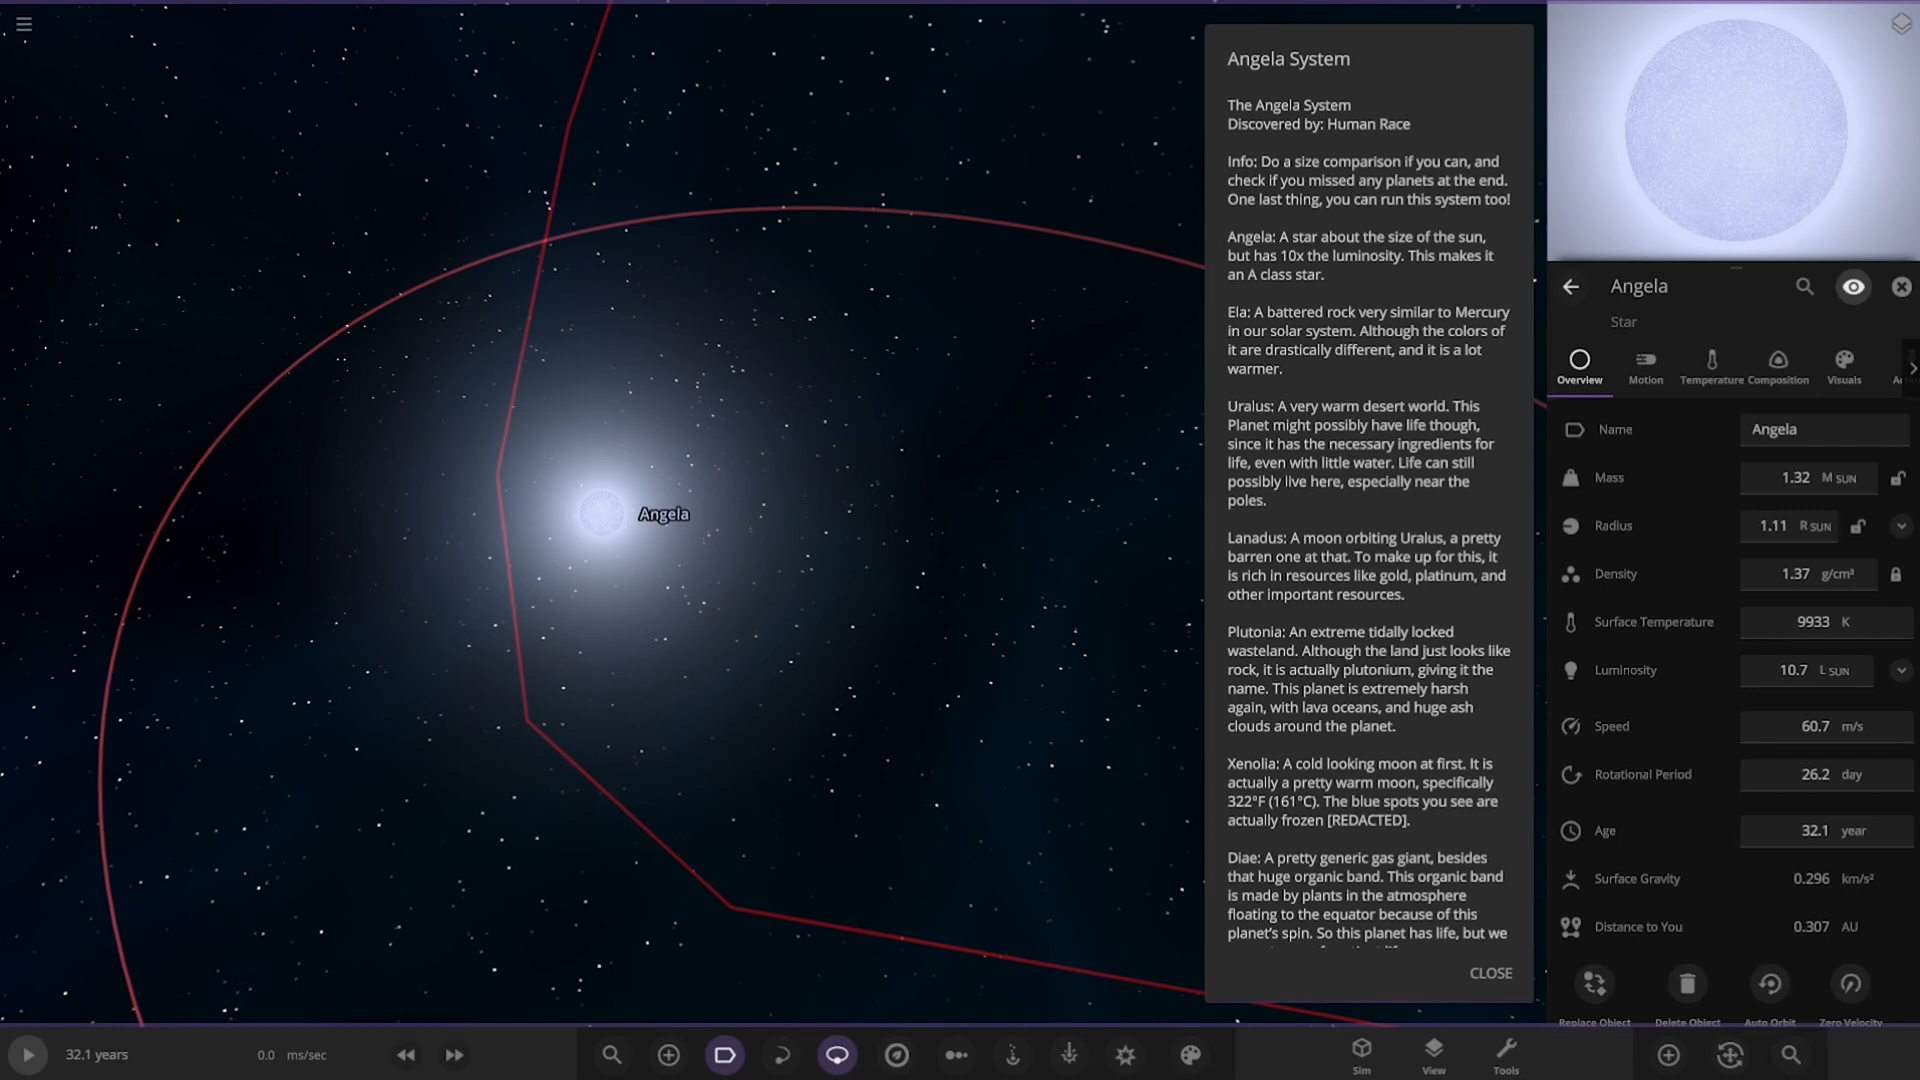 Angela System
The Angela System
Discovered by: Human Race
Info: Do a size comparison if you can, and
check if you missed any planets at the end.
One last thing, you can run this system too!
Angela: A star about the size of the sun,
but has 10x the luminosity. This makes it
an A class star.
Ela: A battered rock very similar to Mercury
in our solar system. Although the colors of
it are drastically different, and it is a lot
warmer.
Uralus: A very warm desert world. This
Planet might possibly have life though,
since it has the necessary ingredients for
life, even with little water. Life can still
possibly live here, especially near the
poles.
Lanadus: A moon orbiting Uralus, a pretty
barren one at that. To make up for this, it
is rich in resources like gold, platinum, and
other important resources.
Plutonia: An extreme tidally locked
wasteland. Although the land just looks like
rock, it is actually plutonium, giving it the
name. This planet is extremely harsh
again, with lava oceans, and huge ash
clouds around the planet.
Xenolia: A cold looking moon at first. It is
actually a pretty warm moon, specifically
322°F (161°C). The blue spots you see are
actually frozen [REDACTED].
Diae: A pretty generic gas giant, besides
that huge organic band. This organic band
is made by plants in the atmosphere
floating to the equator because of this
planet's spin. So this planet has life, but we
CLOSE
Angela
Angela
Star
Overview Motion Temperature Composition Visuals
Name Angela
Mass 1.32 M SUN
Radius 1.11 R SUN
Density 1.37 g/cm³
Surface Temperature 9933 K
Luminosity 10.7 L SUN
Speed 60.7 m/s
Rotational Period 26.2 day
Age 32.1 year
Surface Gravity 0.296 km/s²
Distance to You 0.307 AU
Replace Object Delete Object Auto Orbit Zero Velocity
32.1 years 0.0 ms/sec
Sim View Tools